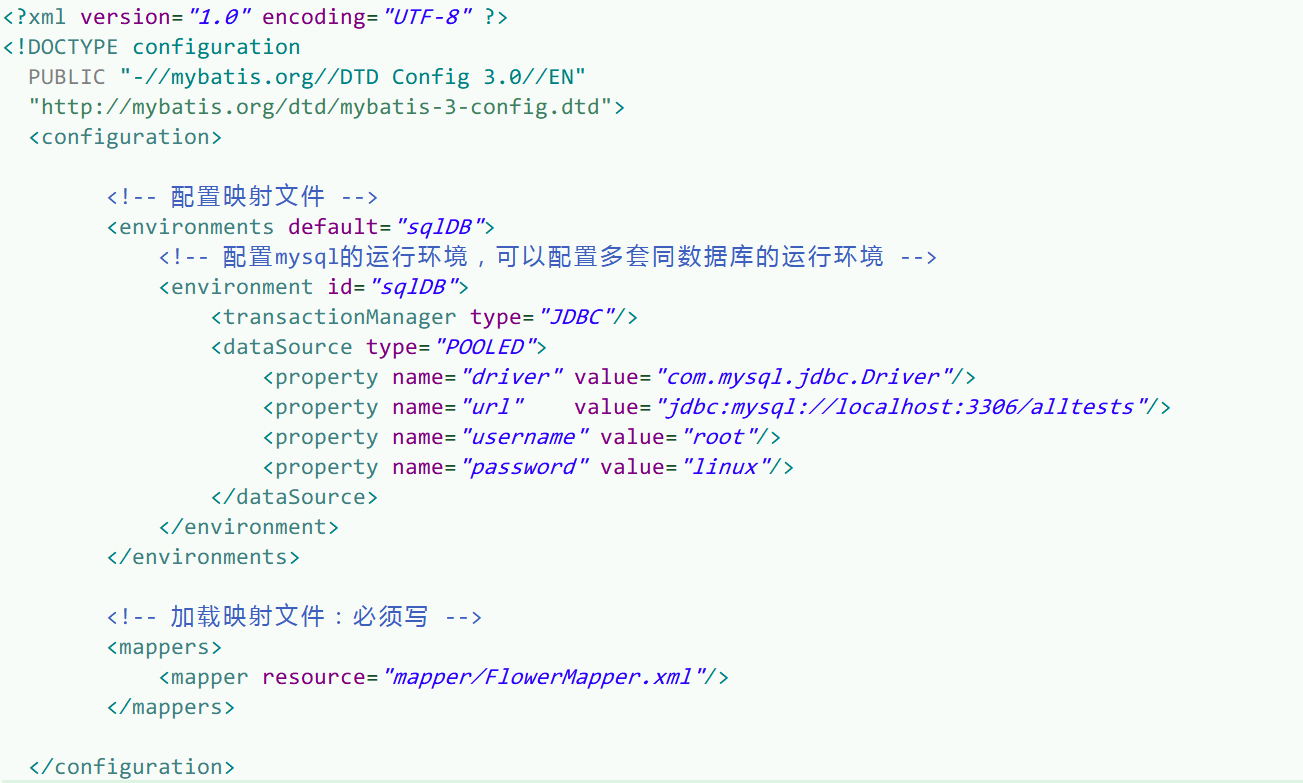 <?xml version="1.0" encoding="UTF-8" ?>
<!DOCTYPE configuration
  PUBLIC "-//mybatis.org//DTD Config 3.0//EN"
  "http://mybatis.org/dtd/mybatis-3-config.dtd">
  <configuration>
        <!-- 配置映射文件 -->
        <environments default="sqlDB">
            <!-- 配置mysql的运行环境，可以配置多套同数据库的运行环境 -->
            <environment id="sqlDB">
                <transactionManager type="JDBC"/>
                <dataSource type="POOLED">
                    <property name="driver" value="com.mysql.jdbc.Driver"/>
                    <property name="url"    value="jdbc:mysql://localhost:3306/alltests"/>
                    <property name="username" value="root"/>
                    <property name="password" value="linux"/>
                </dataSource>
            </environment>
        </environments>
        <!-- 加载映射文件：必须写 -->
        <mappers>
            <mapper resource="mapper/FlowerMapper.xml"/>
        </mappers>
  </configuration>